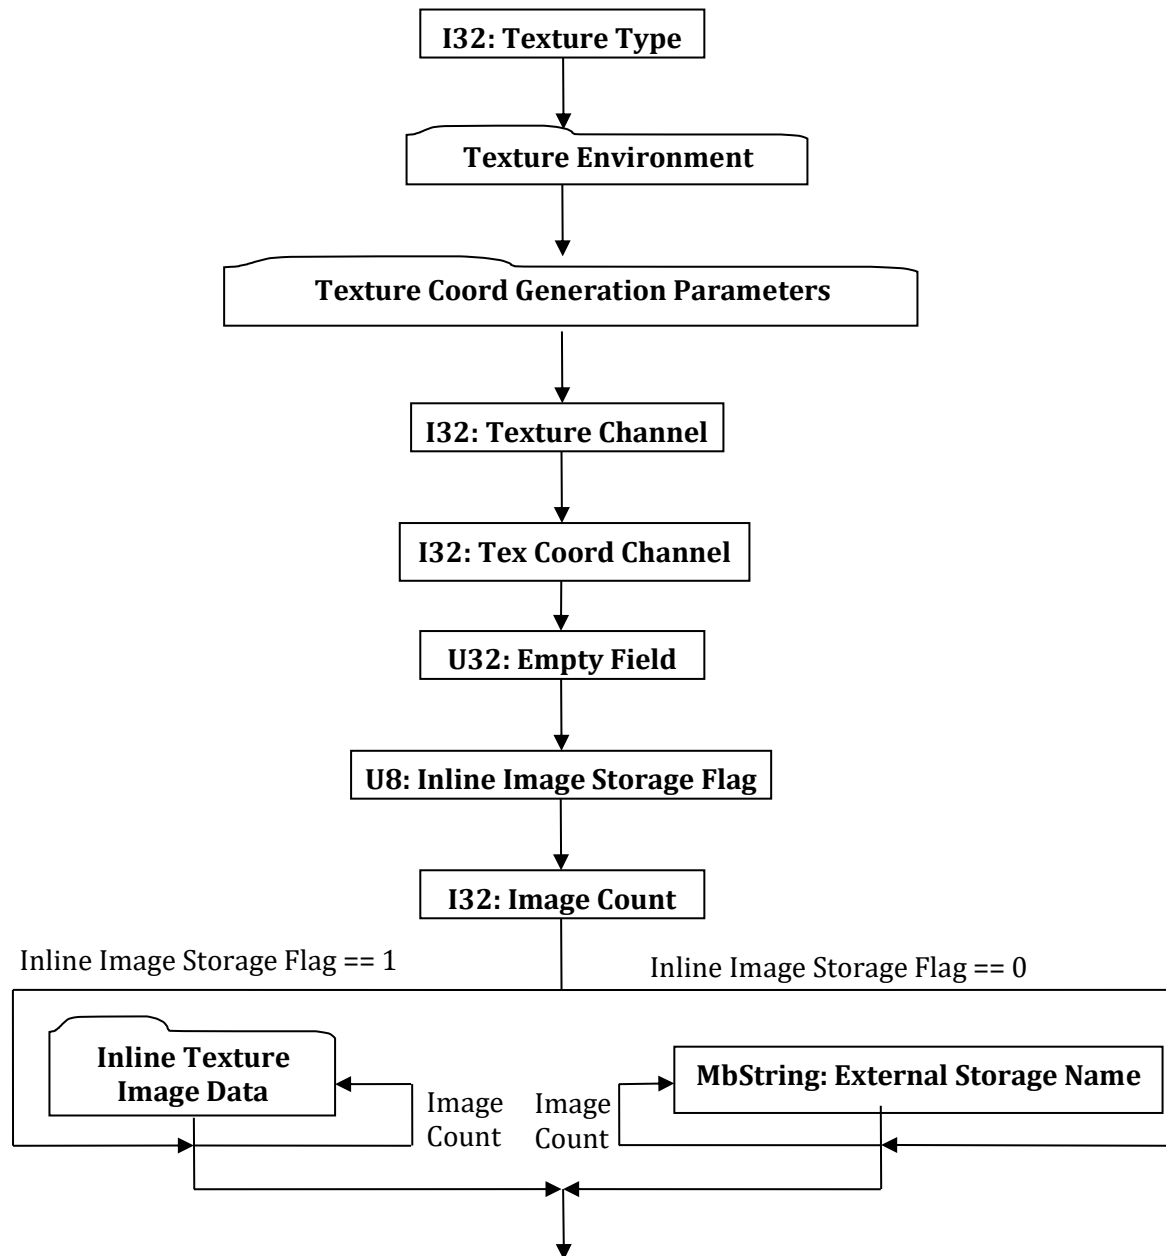 I32: Texture Type
Texture Environment
Texture Coord Generation Parameters
I32: Texture Channel
I32: Tex Coord Channel
U32: Empty Field
U8: Inline Image Storage Flag
I32: Image Count
Inline Image Storage Flag == 1
Inline Image Storage Flag == 0
Inline Texture
Image Data
Image
Count
Image
Count
MbString: External Storage Name